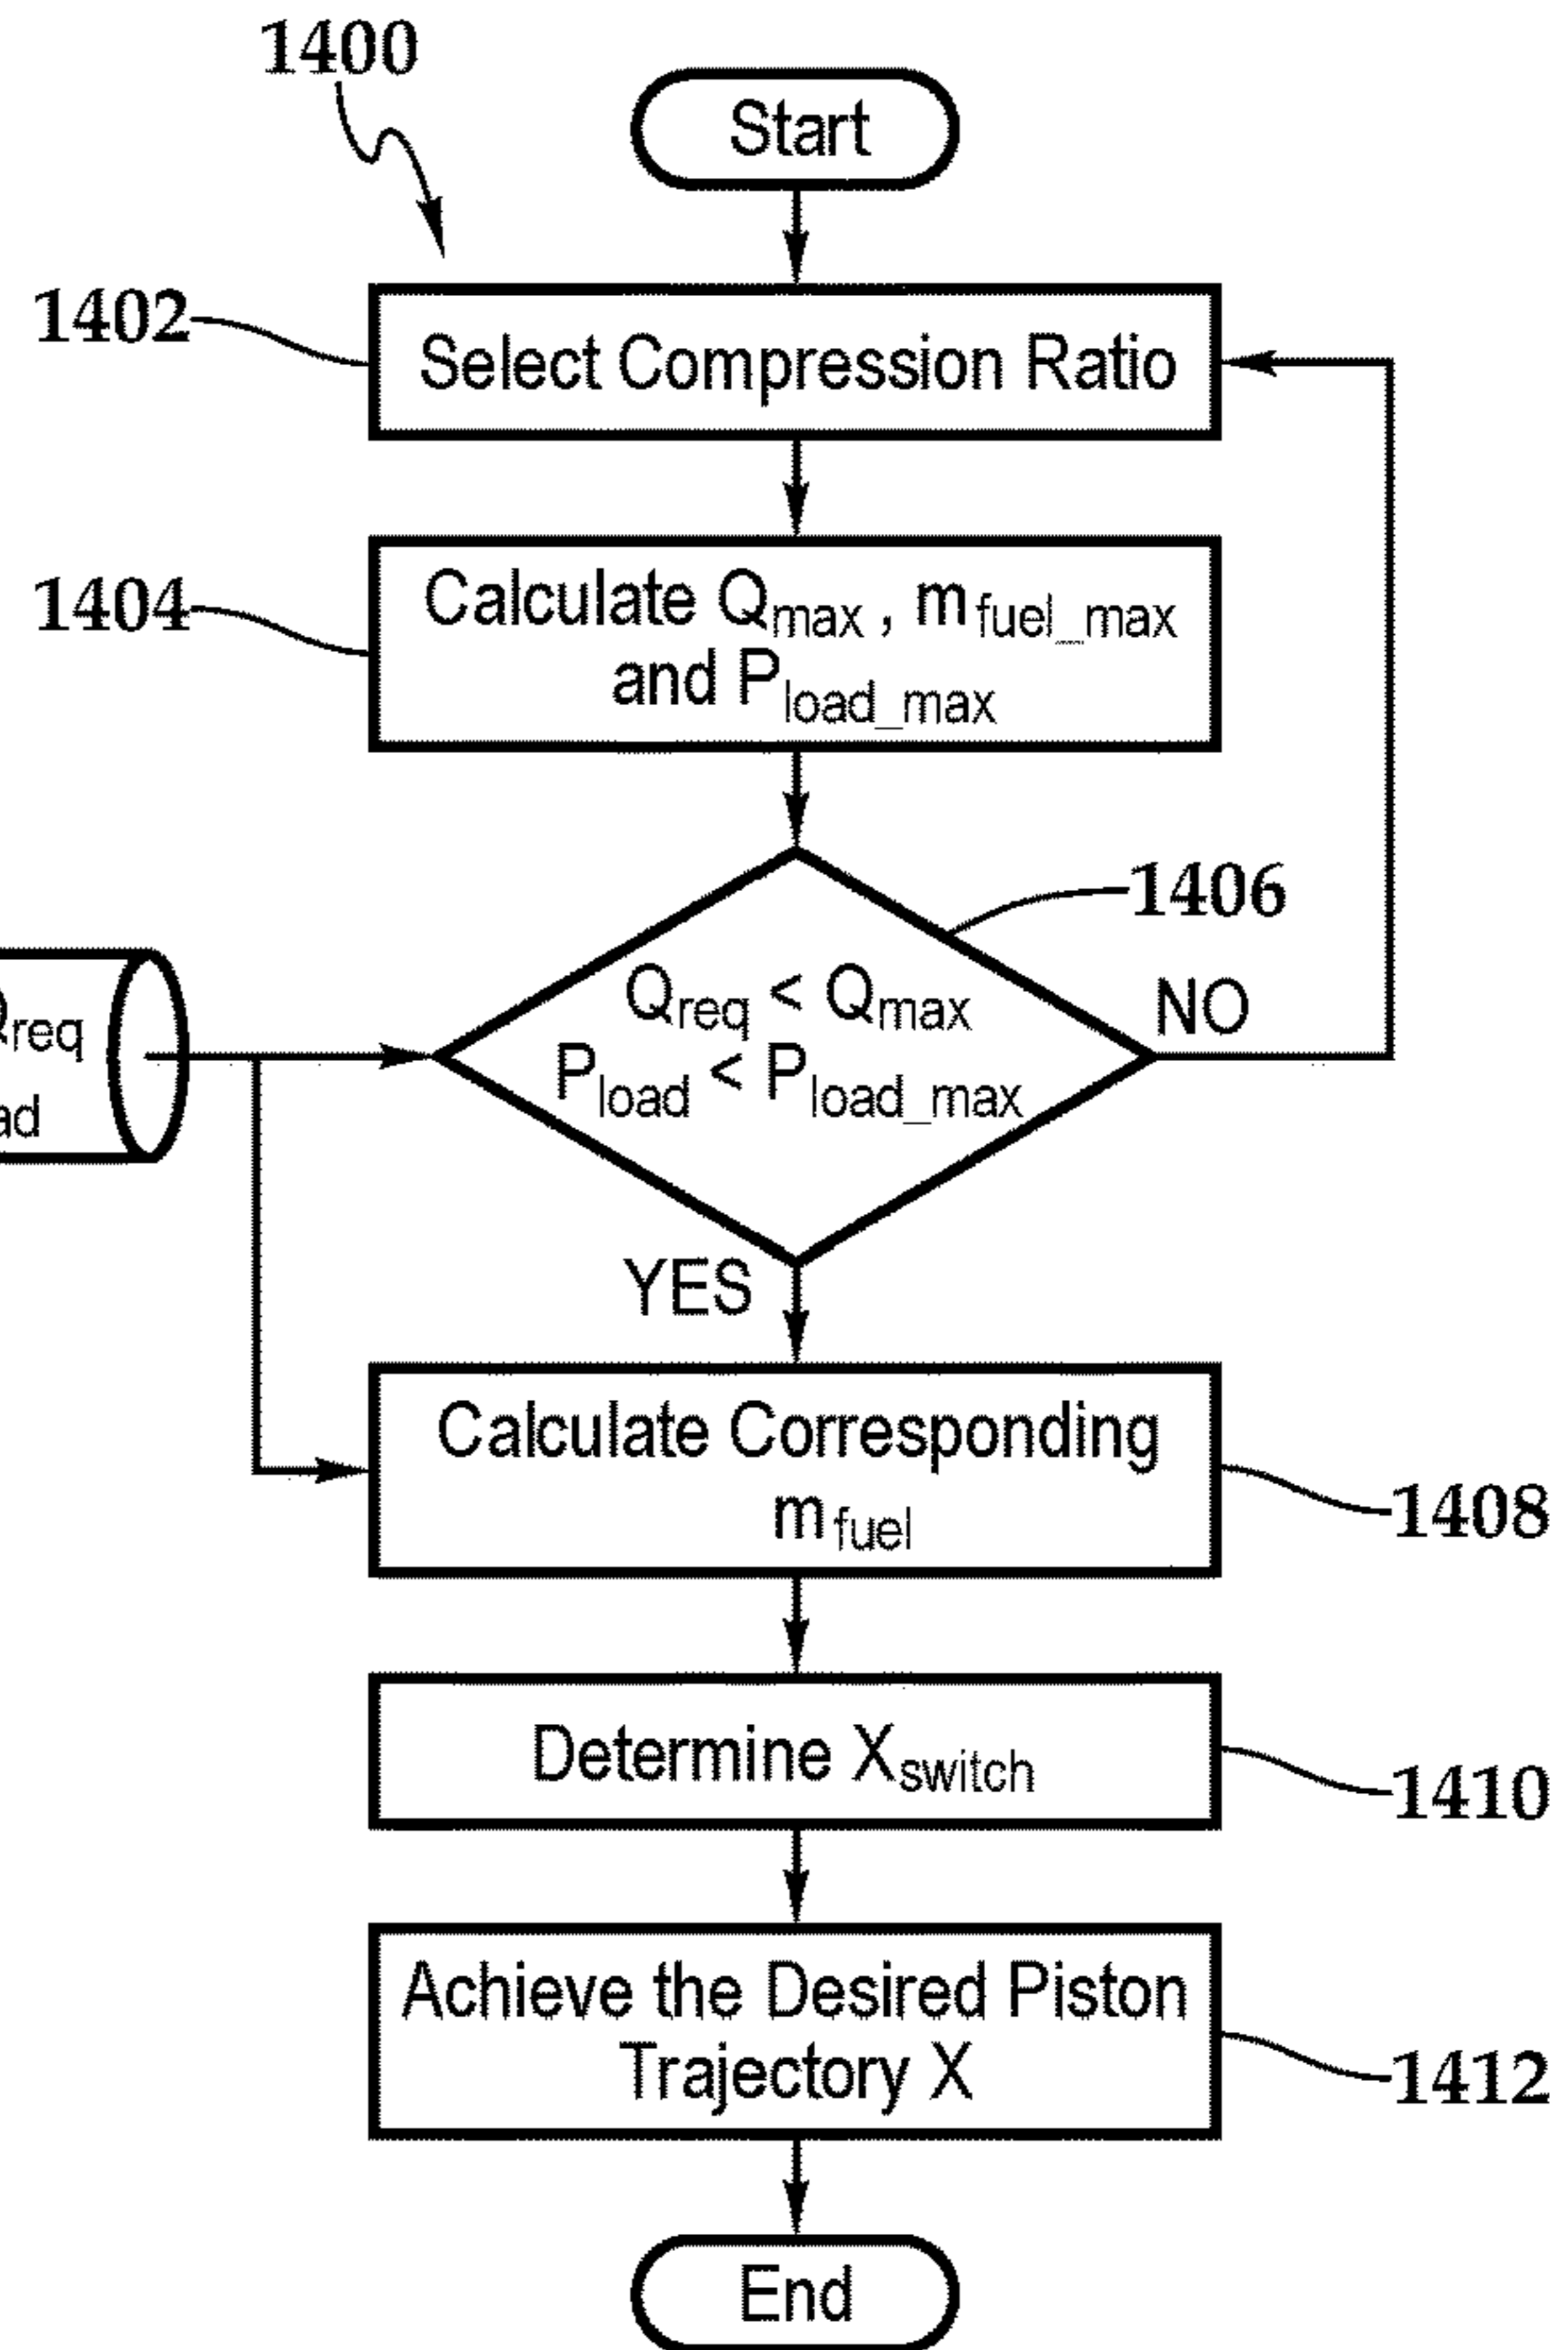 1400
Start
1402
Select Compression Ratio
1404
Calculate Qmax , mfuel_max
and Pload_max
1406
Qreq < Qmax
Pload < Pload_max
NO
YES
Calculate Corresponding
mfuel
1408
Determine Xswitch
1410
Achieve the Desired Piston
Trajectory X
1412
End